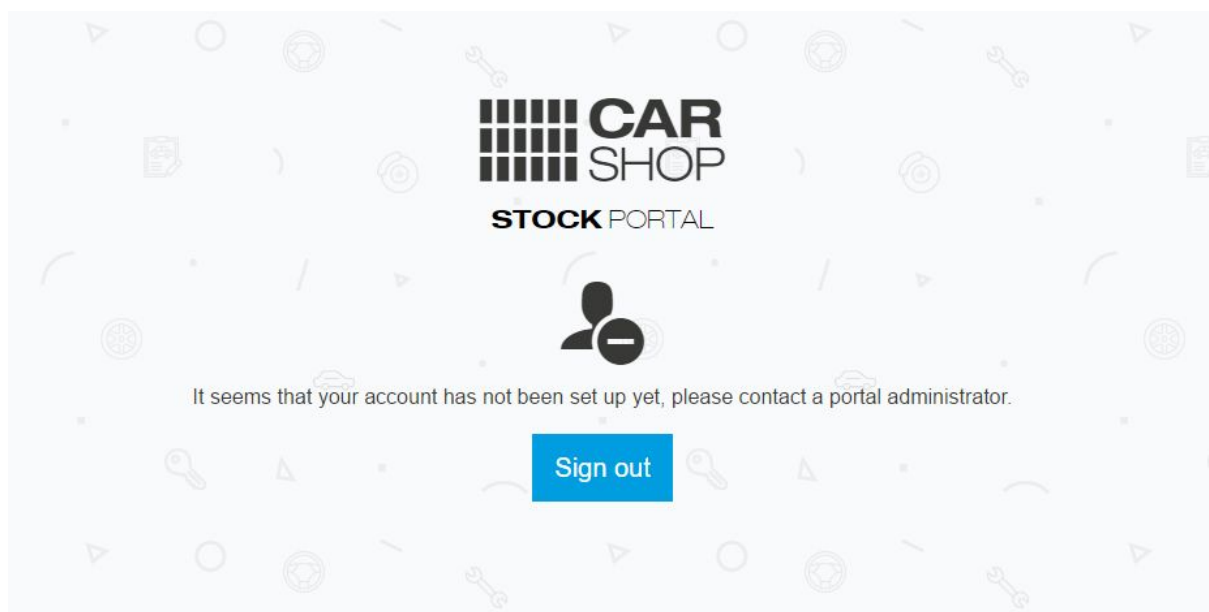 CAR
SHOP
STOCK PORTAL
It seems that your account has not been set up yet, please contact a portal administrator.
Sign out